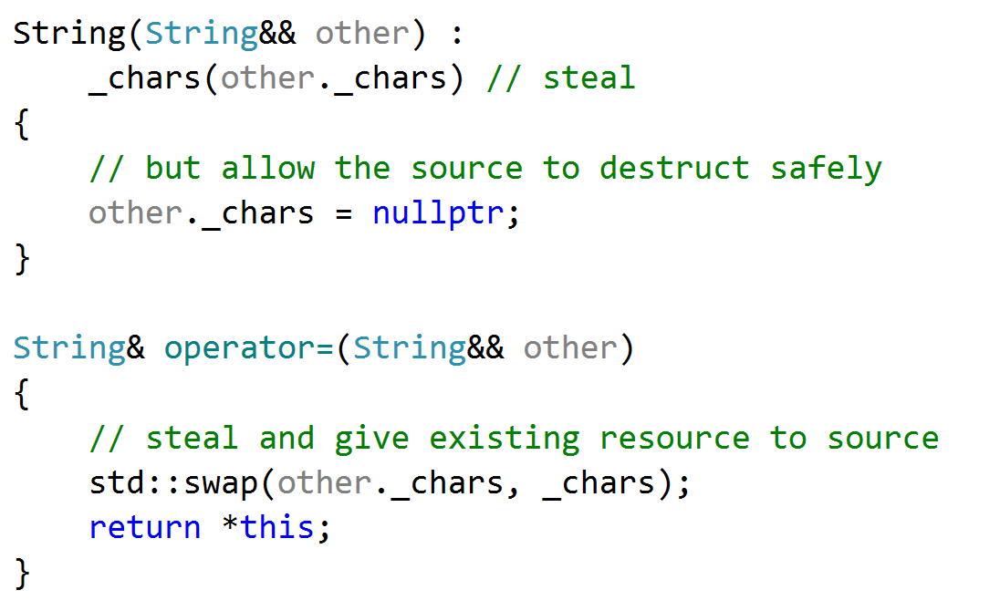 String(String&& other) :
    _chars(other._chars) // steal
{
    // but allow the source to destruct safely
    other._chars = nullptr;
}

String& operator=(String&& other)
{
    // steal and give existing resource to source
    std::swap(other._chars, _chars);
    return *this;
}